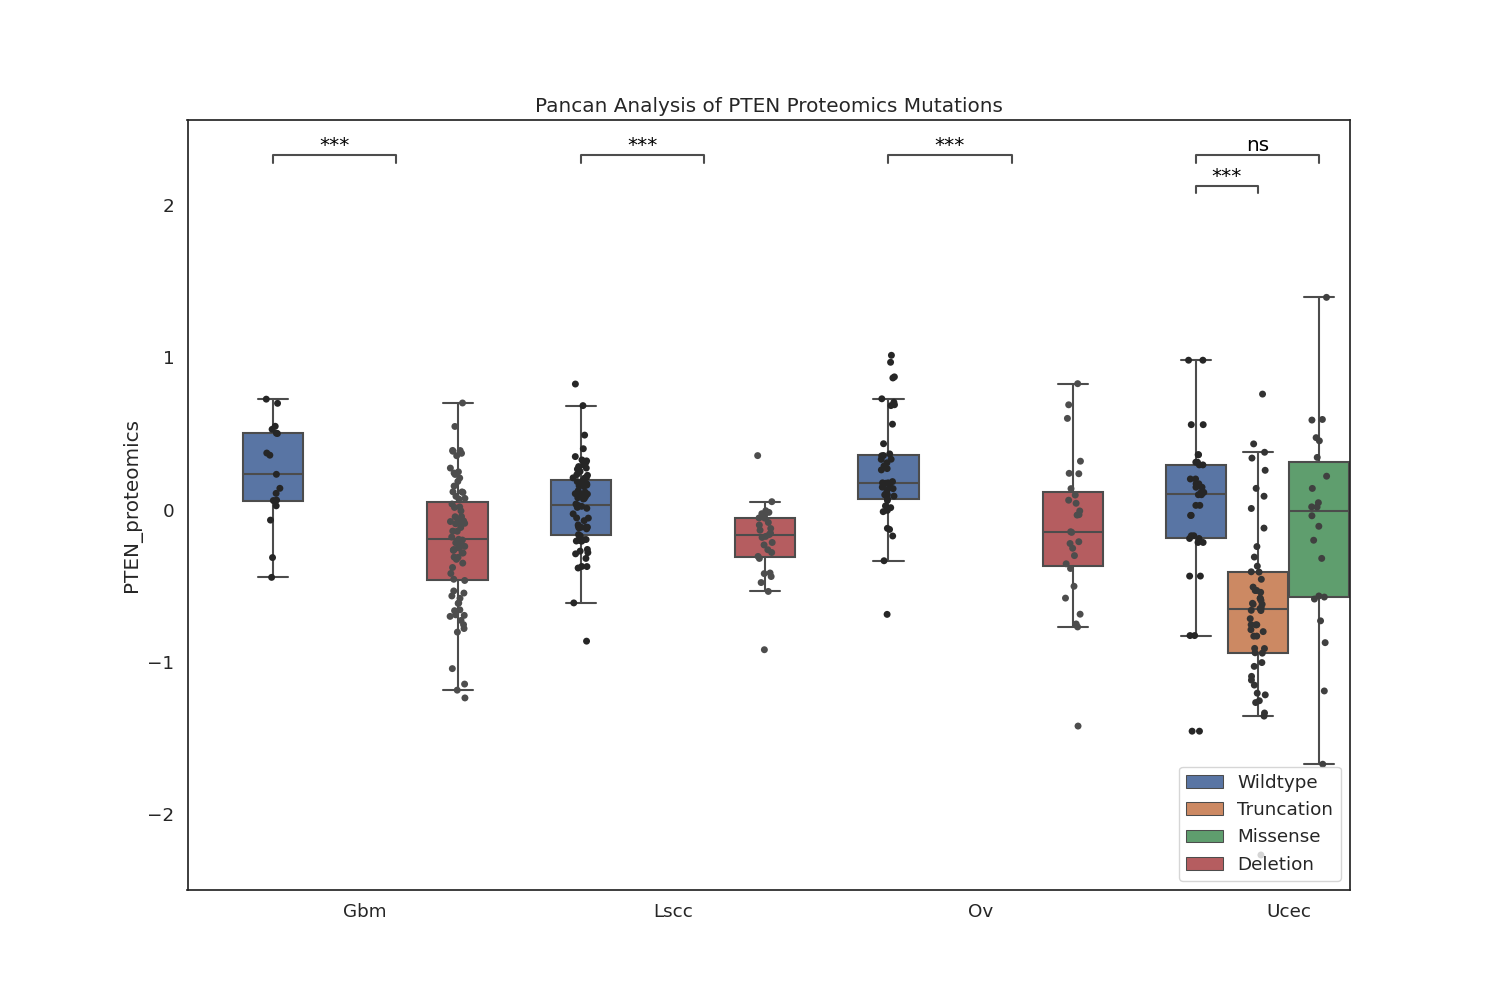 Pancan Analysis of PTEN Proteomics Mutations
***
***
***
ns
***
2
1
0
−1
−2
PTEN_proteomics
Wildtype
Truncation
Missense
Deletion
Gbm
Lscc
Ov
Ucec